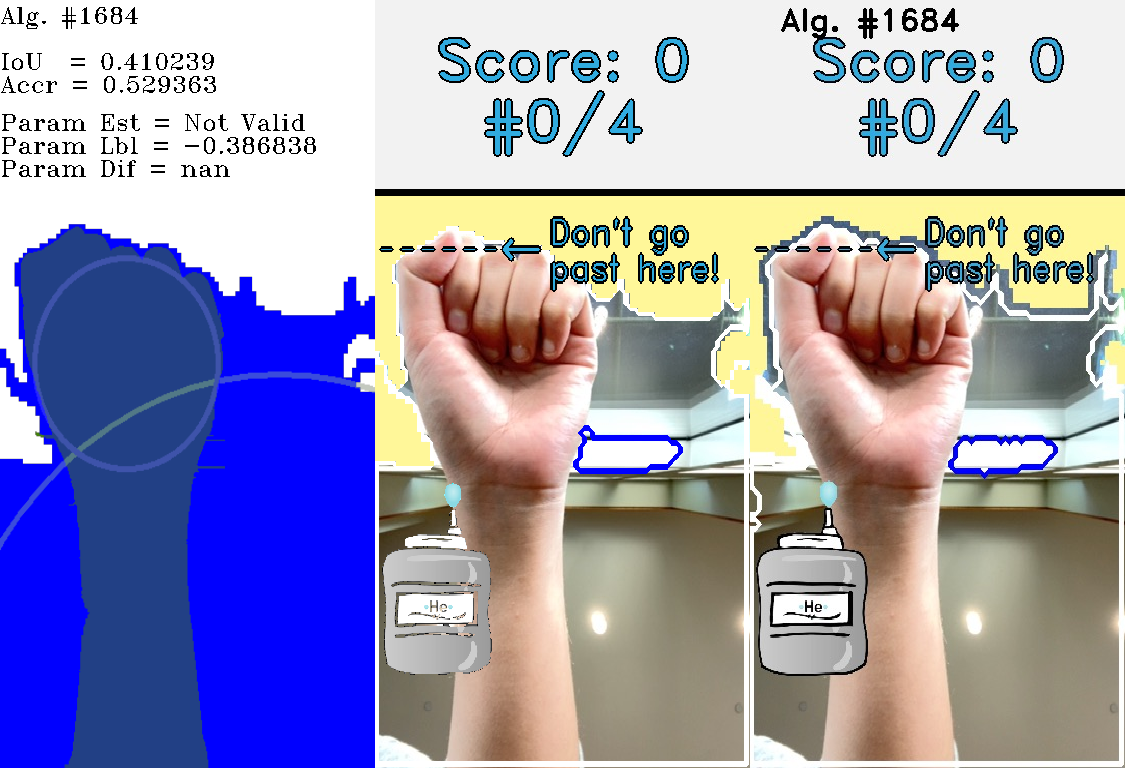 Alg. #1684
IoU = 0.410239
Accr = 0.529363
Param Est = Not Valid
Param Lbl = −0.386838
Param Dif = nan
Score: 0
#0/4
Don't go
past here!
He
Alg. #1684
Score: 0
#0/4
Don't go
past here!
He